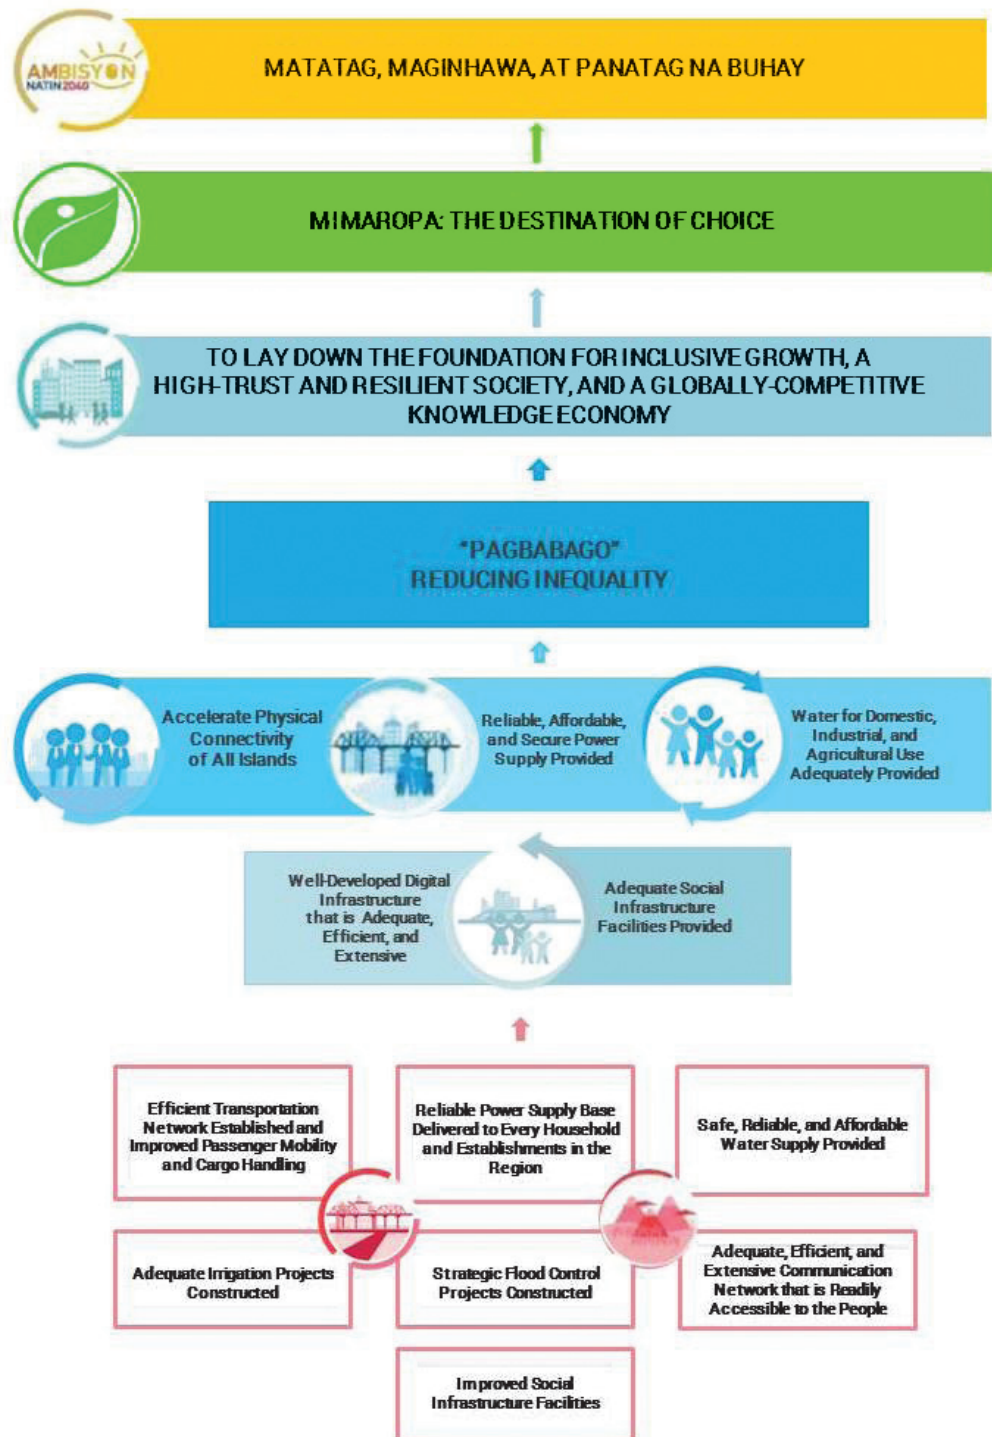 AMBISYON
NATIN 2040
MATATAG, MAGINHAWA, AT PANATAG NA BUHAY
MIMAROPA: THE DESTINATION OF CHOICE
TO LAY DOWN THE FOUNDATION FOR INCLUSIVE GROWTH, A
HIGH-TRUST AND RESILIENT SOCIETY, AND A GLOBALLY-COMPETITIVE
KNOWLEDGE ECONOMY
"PAGBABAGO"
REDUCING INEQUALITY
Accelerate Physical
Connectivity
of All Islands
Reliable, Affordable,
and Secure Power
Supply Provided
Water for Domestic,
Industrial, and
Agricultural Use
Adequately Provided
Well-Developed Digital
Infrastructure
that is Adequate,
Efficient, and
Extensive
Adequate Social
Infrastructure
Facilities Provided
Efficient Transportation
Network Established and
Improved Passenger Mobility
and Cargo Handling
Reliable Power Supply Base
Delivered to Every Household
and Establishments in the
Region
Safe, Reliable, and Affordable
Water Supply Provided
Adequate Irrigation Projects
Constructed
Strategic Flood Control
Projects Constructed
Adequate, Efficient, and
Extensive Communication
Network that is Readily
Accessible to the People
Improved Social
Infrastructure Facilities